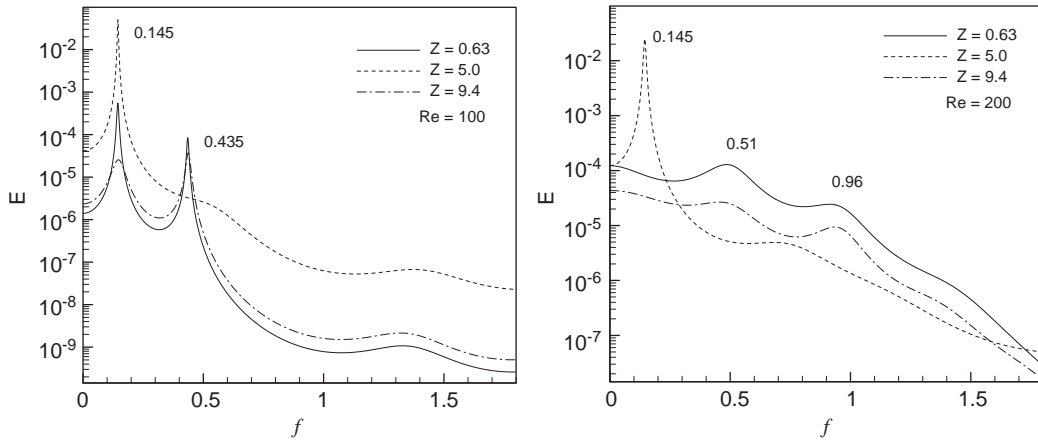 10^-2
10^-3
10^-4
10^-5
10^-6
10^-7
10^-8
10^-9
E
0.145
0.435
Z = 0.63
Z = 5.0
Z = 9.4
Re = 100
0
0.5
1
1.5
f
10^-2
10^-3
10^-4
10^-5
10^-6
10^-7
E
0.145
0.51
0.96
Z = 0.63
Z = 5.0
Z = 9.4
Re = 200
0
0.5
1
1.5
f